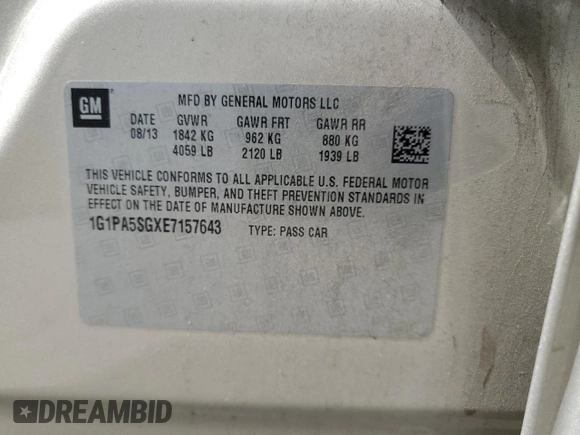 GM
MFD BY GENERAL MOTORS LLC
DATE GVWR GAWR FRT GAWR RR
08/13 1842 KG 962 KG 880 KG
4059 LB 2120 LB 1939 LB
THIS VEHICLE CONFORMS TO ALL APPLICABLE U.S. FEDERAL MOTOR
VEHICLE SAFETY, BUMPER, AND THEFT PREVENTION STANDARDS IN
EFFECT ON THE DATE OF MANUFACTURE SHOWN ABOVE.
1G1PA5SGXE7157643 TYPE: PASS CAR
DREAMBID